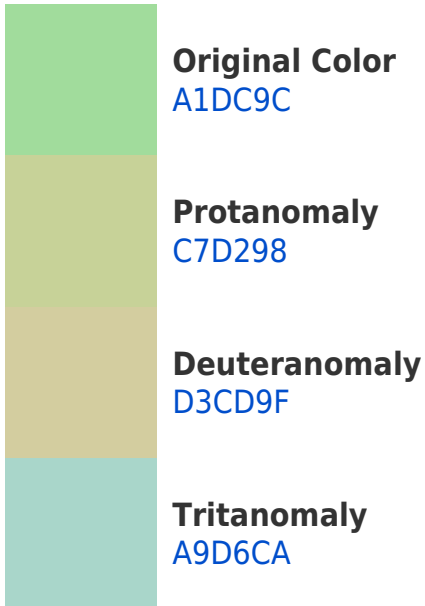 Original Color
A1DC9C
Protanomaly
C7D298
Deuteranomaly
D3CD9F
Tritanomaly
A9D6CA